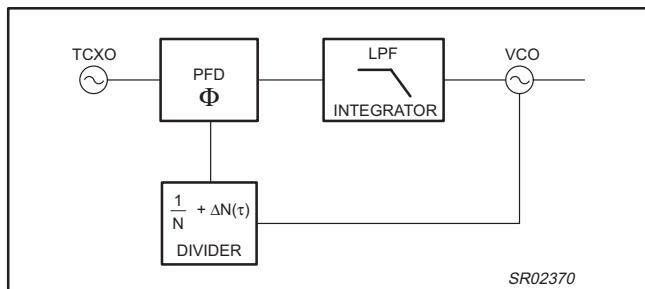 TCXO
PFD
Φ
LPF
INTEGRATOR
VCO
1/N + ΔN(τ)
DIVIDER
SR02370